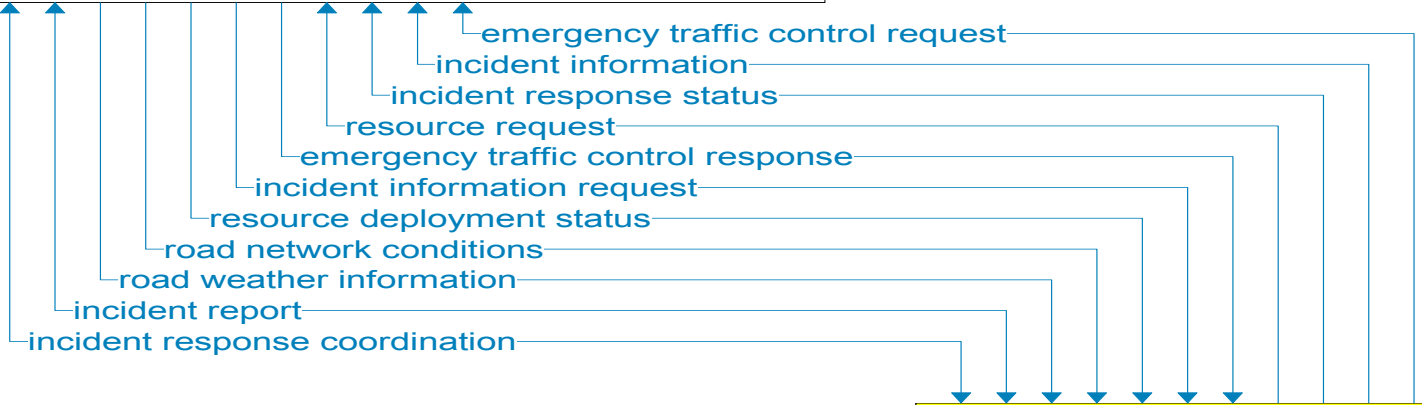 emergency traffic control request
incident information
incident response status
resource request
emergency traffic control response
incident information request
resource deployment status
road network conditions
road weather information
incident report
incident response coordination